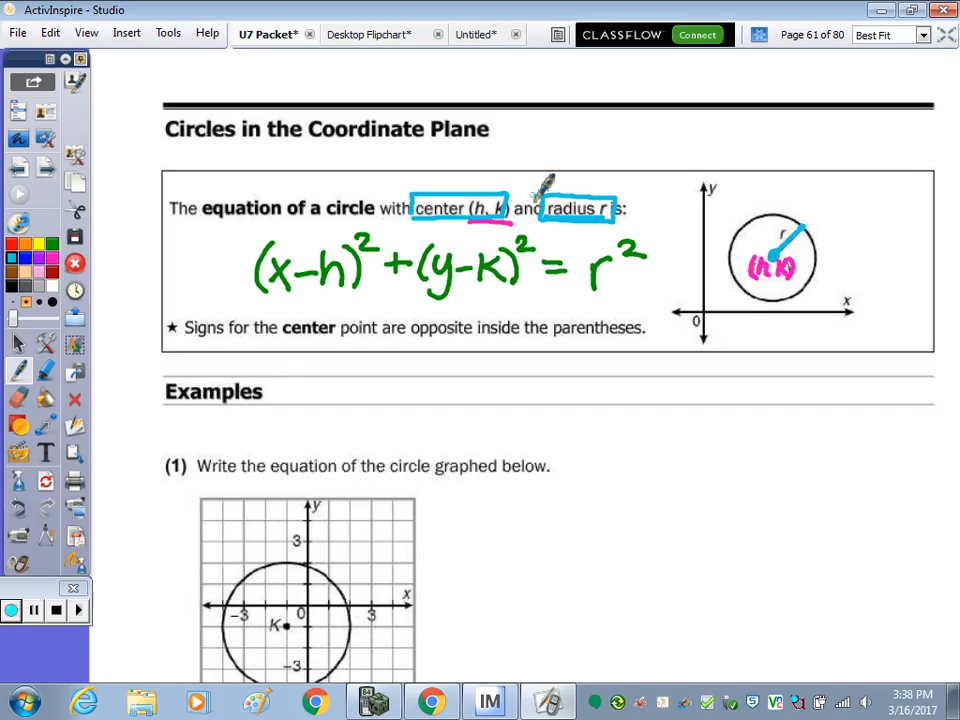 ActivInspire - Studio
File Edit View Insert Tools Help
U7 Packet* Desktop Flipchart* Untitled*
CLASSFLOW Connect
Page 61 of 80 Best Fit
Circles in the Coordinate Plane
The equation of a circle with center (h, k) and radius r is:
(x-h)² + (y-k)² = r²
★ Signs for the center point are opposite inside the parentheses.
y
r
(h, k)
x
0
Examples
(1) Write the equation of the circle graphed below.
y
3
x
-3 0 3
K
-3
IM
3:38 PM
3/16/2017